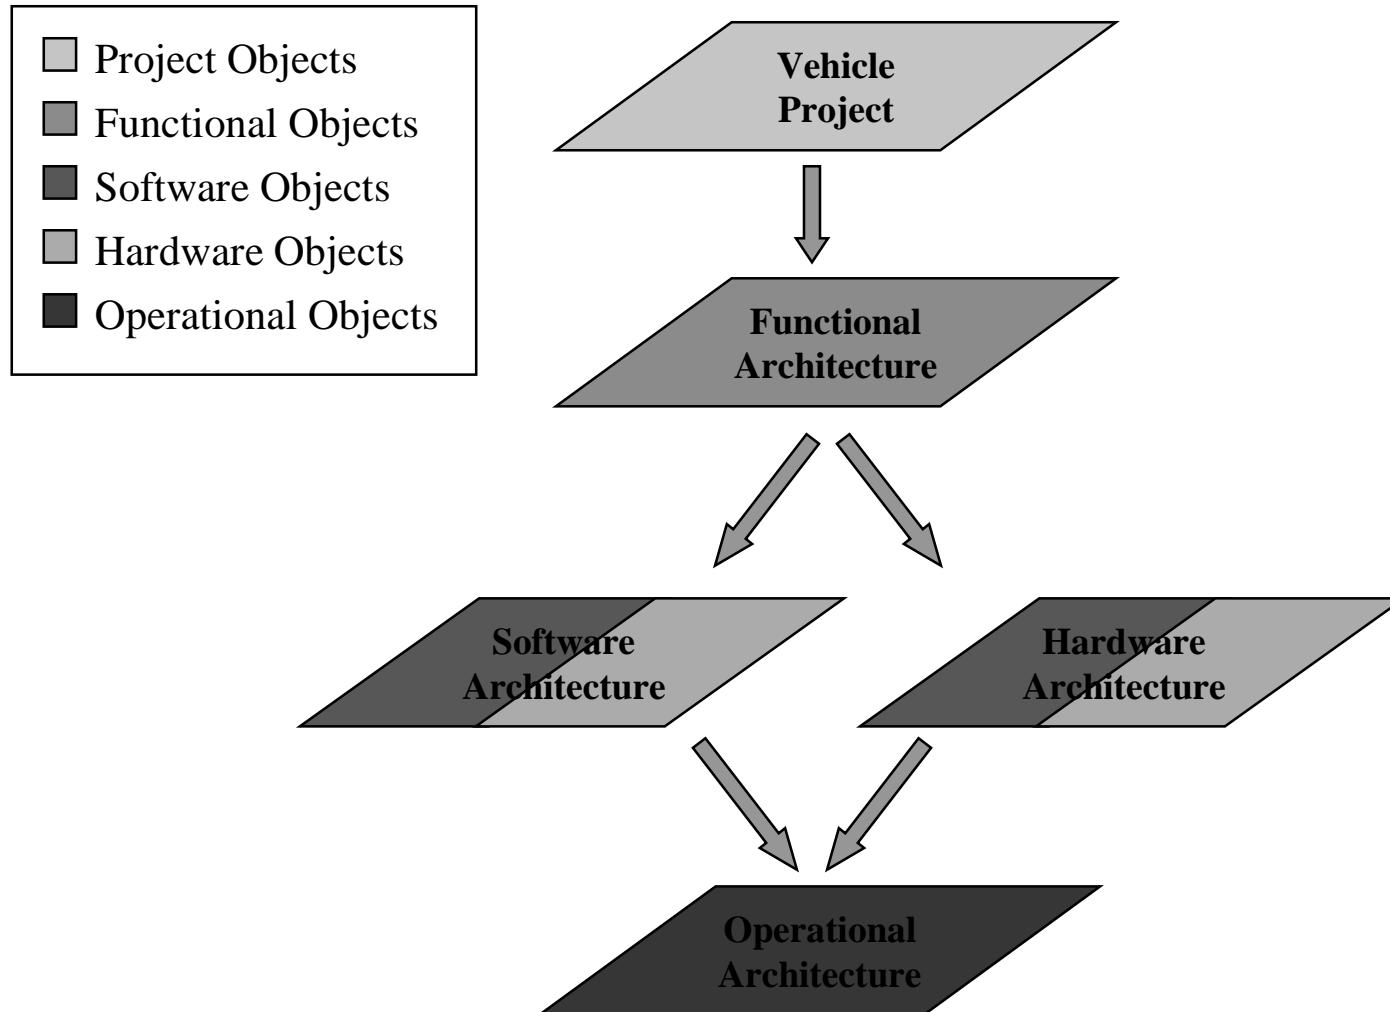 Project Objects
Functional Objects
Software Objects
Hardware Objects
Operational Objects
Vehicle
Project
Functional
Architecture
Software
Architecture
Hardware
Architecture
Operational
Architecture